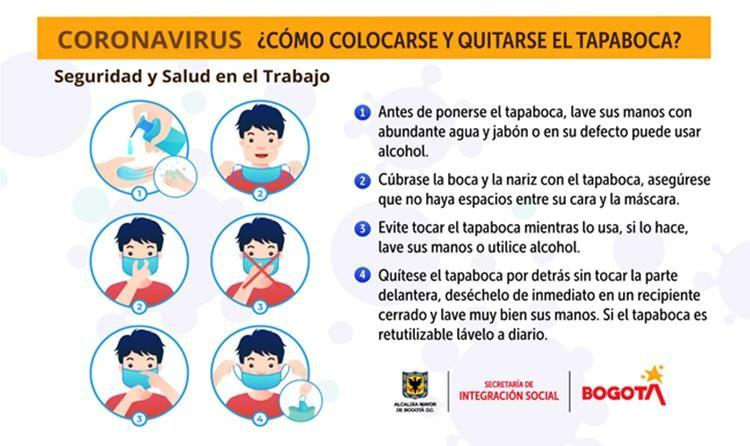 CORONAVIRUS ¿CÓMO COLOCARSE Y QUITARSE EL TAPABOCA?
Seguridad y Salud en el Trabajo
1
2
2
3
3
4
1 Antes de ponerse el tapaboca, lave sus manos con
abundante agua y jabón o en su defecto puede usar
alcohol.
2 Cúbrase la boca y la nariz con el tapaboca, asegúrese
que no haya espacios entre su cara y la máscara.
3 Evite tocar el tapaboca mientras lo usa, si lo hace,
lave sus manos o utilice alcohol.
4 Quítese el tapaboca por detrás sin tocar la parte
delantera, deséchelo de inmediato en un recipiente
cerrado y lave muy bien sus manos. Si el tapaboca es
retutilizable lávelo a diario.
ALCALDÍA MAYOR
DE BOGOTÁ D.C.
SECRETARÍA DE
INTEGRACIÓN SOCIAL
BOGOTÁ